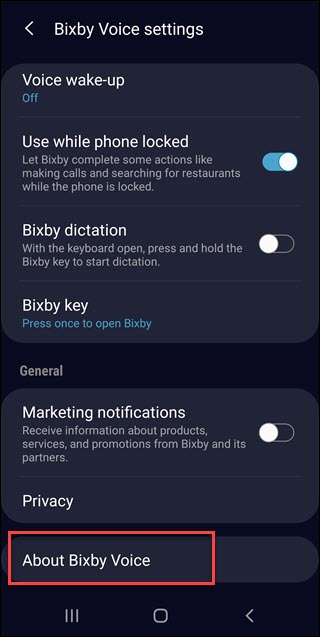 Bixby Voice settings
Voice wake-up
Off
Use while phone locked
Let Bixby complete some actions like
making calls and searching for restaurants
while the phone is locked.
Bixby dictation
With the keyboard open, press and hold the
Bixby key to start dictation.
Bixby key
Press once to open Bixby
General
Marketing notifications
Receive information about products,
services, and promotions from Bixby and its
partners.
Privacy
About Bixby Voice